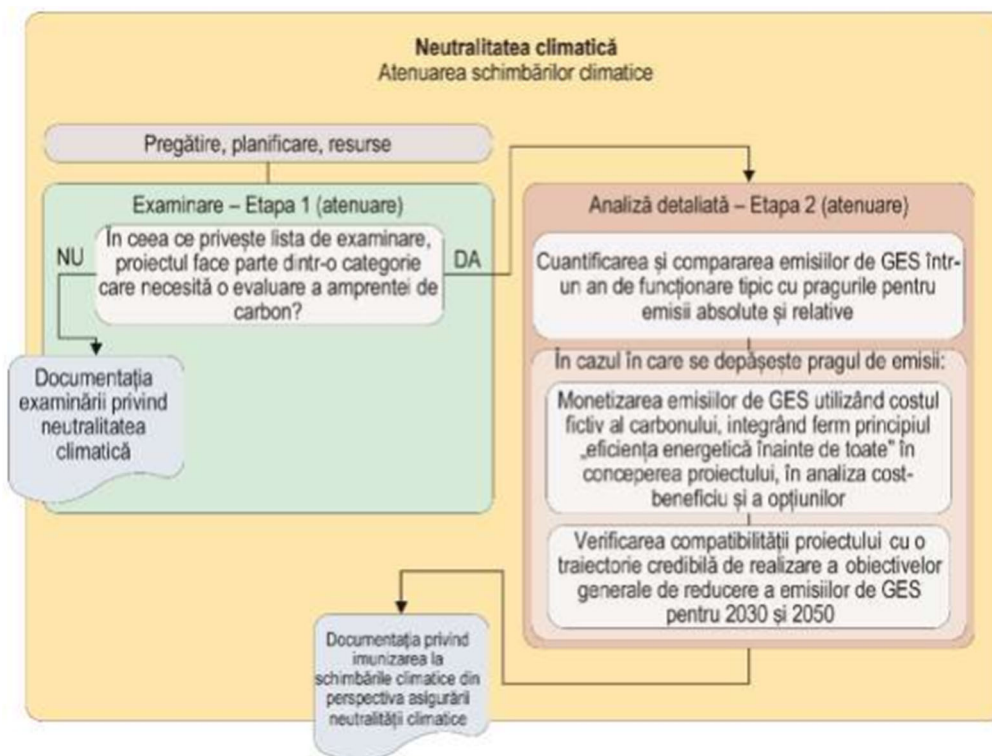 Neutralitatea climatică
Atenuarea schimbărilor climatice
Pregătire, planificare, resurse
Examinare – Etapa 1 (atenuare)
NU
În ceea ce privește lista de examinare,
proiectul face parte dintr-o categorie
care necesită o evaluare a amprentei de
carbon?
DA
Documentația
examinării privind
neutralitatea
climatică
Analiză detaliată – Etapa 2 (atenuare)
Cuantificarea și compararea emisiilor de GES într-
un an de funcționare tipic cu pragurile pentru
emisii absolute și relative
În cazul în care se depășește pragul de emisii:
Monetizarea emisiilor de GES utilizând costul
fictiv al carbonului, integrând ferm principiul
„eficiența energetică înainte de toate” în
conceperea proiectului, în analiza cost-
beneficiu și a opțiunilor
Verificarea compatibilității proiectului cu o
traiectorie credibilă de realizare a obiectivelor
generale de reducere a emisiilor de GES
pentru 2030 și 2050
Documentația privind
imunizarea la
schimbările climatice din
perspectiva asigurării
neutralității climatice